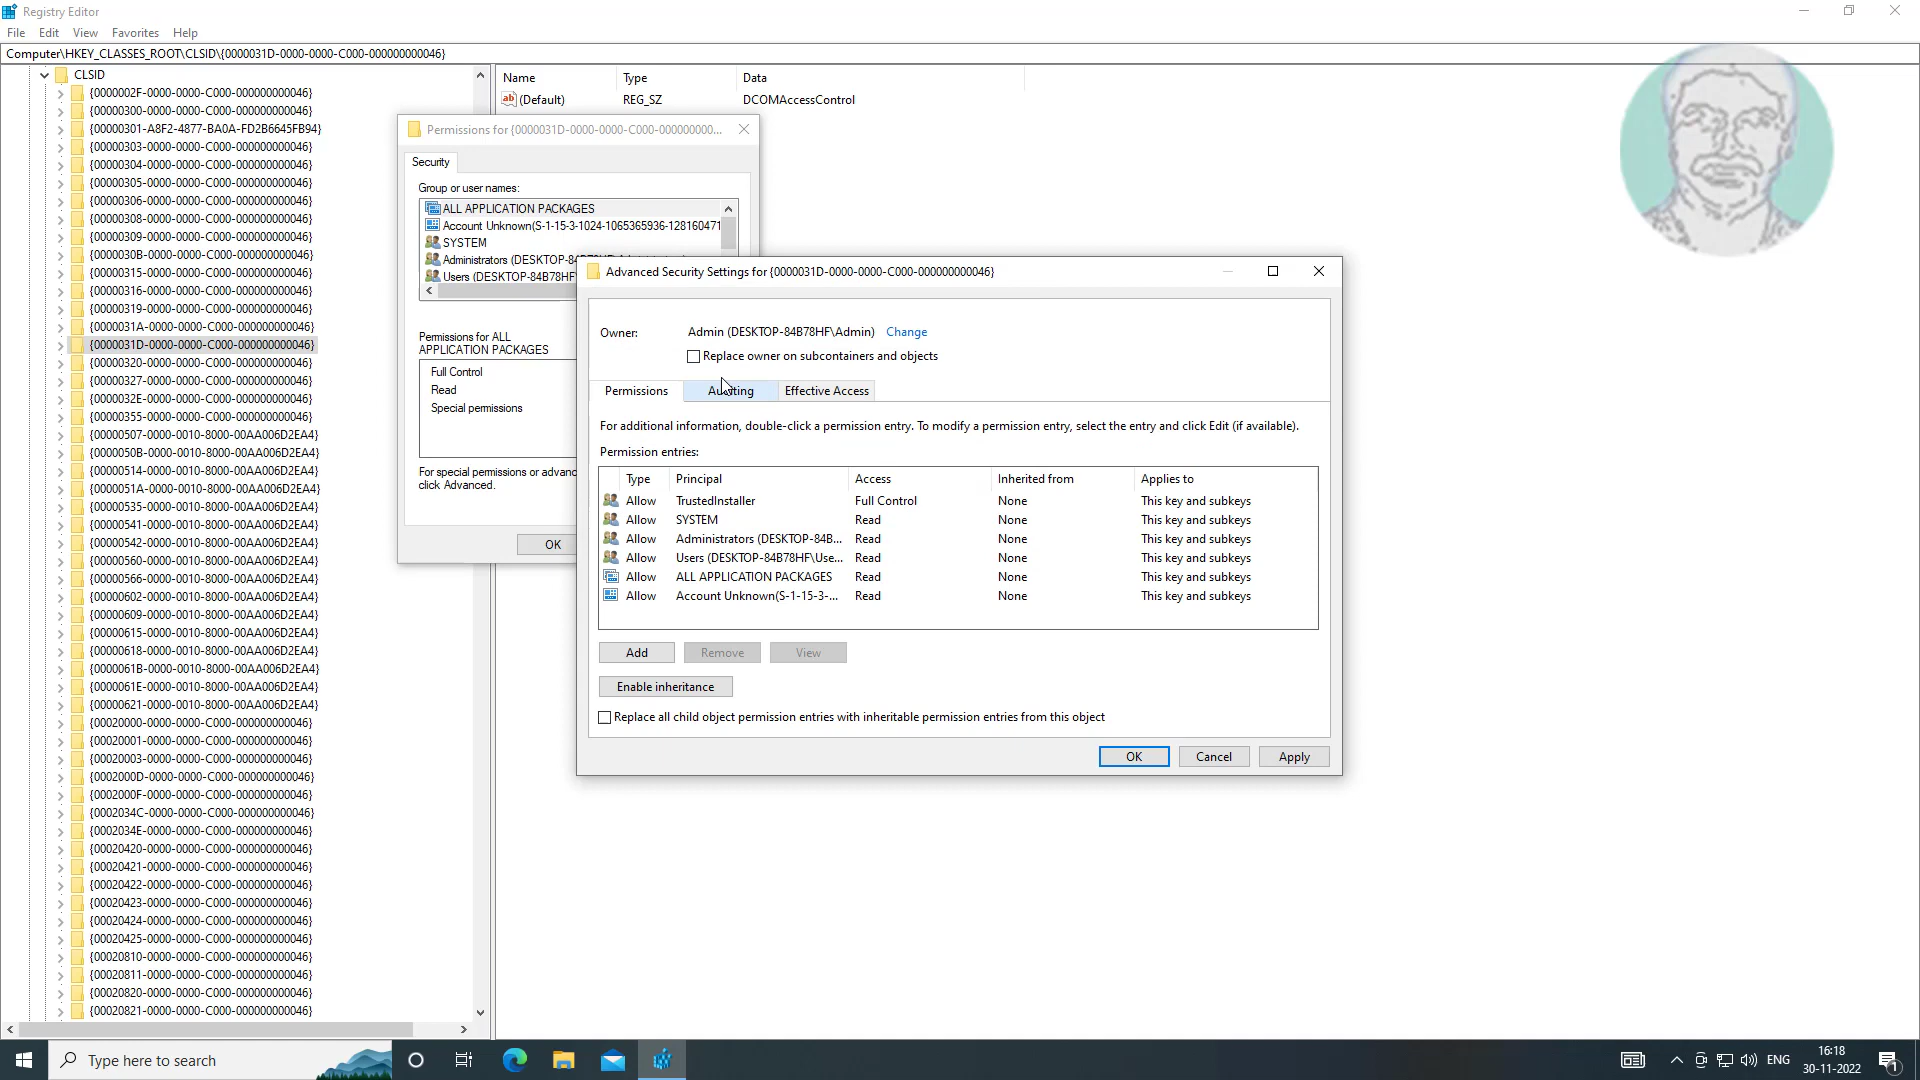 Registry Editor
File Edit View Favorites Help
Computer\HKEY_CLASSES_ROOT\CLSID\{0000031D-0000-0000-C000-000000000046}
CLSID
{0000002F-0000-0000-C000-000000000046}
{00000300-0000-0000-C000-000000000046}
{00000301-A8F2-4877-BA0A-FD2B6645FB94}
{00000303-0000-0000-C000-000000000046}
{00000304-0000-0000-C000-000000000046}
{00000305-0000-0000-C000-000000000046}
{00000306-0000-0000-C000-000000000046}
{00000308-0000-0000-C000-000000000046}
{00000309-0000-0000-C000-000000000046}
{0000030B-0000-0000-C000-000000000046}
{00000315-0000-0000-C000-000000000046}
{00000316-0000-0000-C000-000000000046}
{00000319-0000-0000-C000-000000000046}
{0000031A-0000-0000-C000-000000000046}
{0000031D-0000-0000-C000-000000000046}
{00000320-0000-0000-C000-000000000046}
{00000327-0000-0000-C000-000000000046}
{0000032E-0000-0000-C000-000000000046}
{00000355-0000-0000-C000-000000000046}
{00000507-0000-0010-8000-00AA006D2EA4}
{0000050B-0000-0010-8000-00AA006D2EA4}
{00000514-0000-0010-8000-00AA006D2EA4}
{0000051A-0000-0010-8000-00AA006D2EA4}
{00000535-0000-0010-8000-00AA006D2EA4}
{00000541-0000-0010-8000-00AA006D2EA4}
{00000542-0000-0010-8000-00AA006D2EA4}
{00000560-0000-0010-8000-00AA006D2EA4}
{00000566-0000-0010-8000-00AA006D2EA4}
{00000602-0000-0010-8000-00AA006D2EA4}
{00000609-0000-0010-8000-00AA006D2EA4}
{00000615-0000-0010-8000-00AA006D2EA4}
{00000618-0000-0010-8000-00AA006D2EA4}
{0000061B-0000-0010-8000-00AA006D2EA4}
{0000061E-0000-0010-8000-00AA006D2EA4}
{00000621-0000-0010-8000-00AA006D2EA4}
{00020000-0000-0000-C000-000000000046}
{00020001-0000-0000-C000-000000000046}
{00020003-0000-0000-C000-000000000046}
{0002000D-0000-0000-C000-000000000046}
{0002000F-0000-0000-C000-000000000046}
{0002034C-0000-0000-C000-000000000046}
{0002034E-0000-0000-C000-000000000046}
{00020420-0000-0000-C000-000000000046}
{00020421-0000-0000-C000-000000000046}
{00020422-0000-0000-C000-000000000046}
{00020423-0000-0000-C000-000000000046}
{00020424-0000-0000-C000-000000000046}
{00020425-0000-0000-C000-000000000046}
{00020810-0000-0000-C000-000000000046}
{00020811-0000-0000-C000-000000000046}
{00020820-0000-0000-C000-000000000046}
{00020821-0000-0000-C000-000000000046}
Name Type Data
(Default) REG_SZ DCOMAccessControl
Permissions for {0000031D-0000-0000-C000-000000000...
Security
Group or user names:
ALL APPLICATION PACKAGES
Account Unknown(S-1-15-3-1024-1065365936-128160471
SYSTEM
Administrators (DESKTOP-84B78HF\Administrators)
Users (DESKTOP-84B78HF\
Permissions for ALL
APPLICATION PACKAGES
Full Control
Read
Special permissions
For special permissions or advanc
click Advanced.
OK
Advanced Security Settings for {0000031D-0000-0000-C000-000000000046}
Owner: Admin (DESKTOP-84B78HF\Admin) Change
Replace owner on subcontainers and objects
Permissions Auditing Effective Access
For additional information, double-click a permission entry. To modify a permission entry, select the entry and click Edit (if available).
Permission entries:
Type Principal Access Inherited from Applies to
Allow TrustedInstaller Full Control None This key and subkeys
Allow SYSTEM Read None This key and subkeys
Allow Administrators (DESKTOP-84B... Read None This key and subkeys
Allow Users (DESKTOP-84B78HF\Use... Read None This key and subkeys
Allow ALL APPLICATION PACKAGES Read None This key and subkeys
Allow Account Unknown(S-1-15-3-... Read None This key and subkeys
Add Remove View
Enable inheritance
Replace all child object permission entries with inheritable permission entries from this object
OK Cancel Apply
Type here to search
ENG
16:18
30-11-2022
1